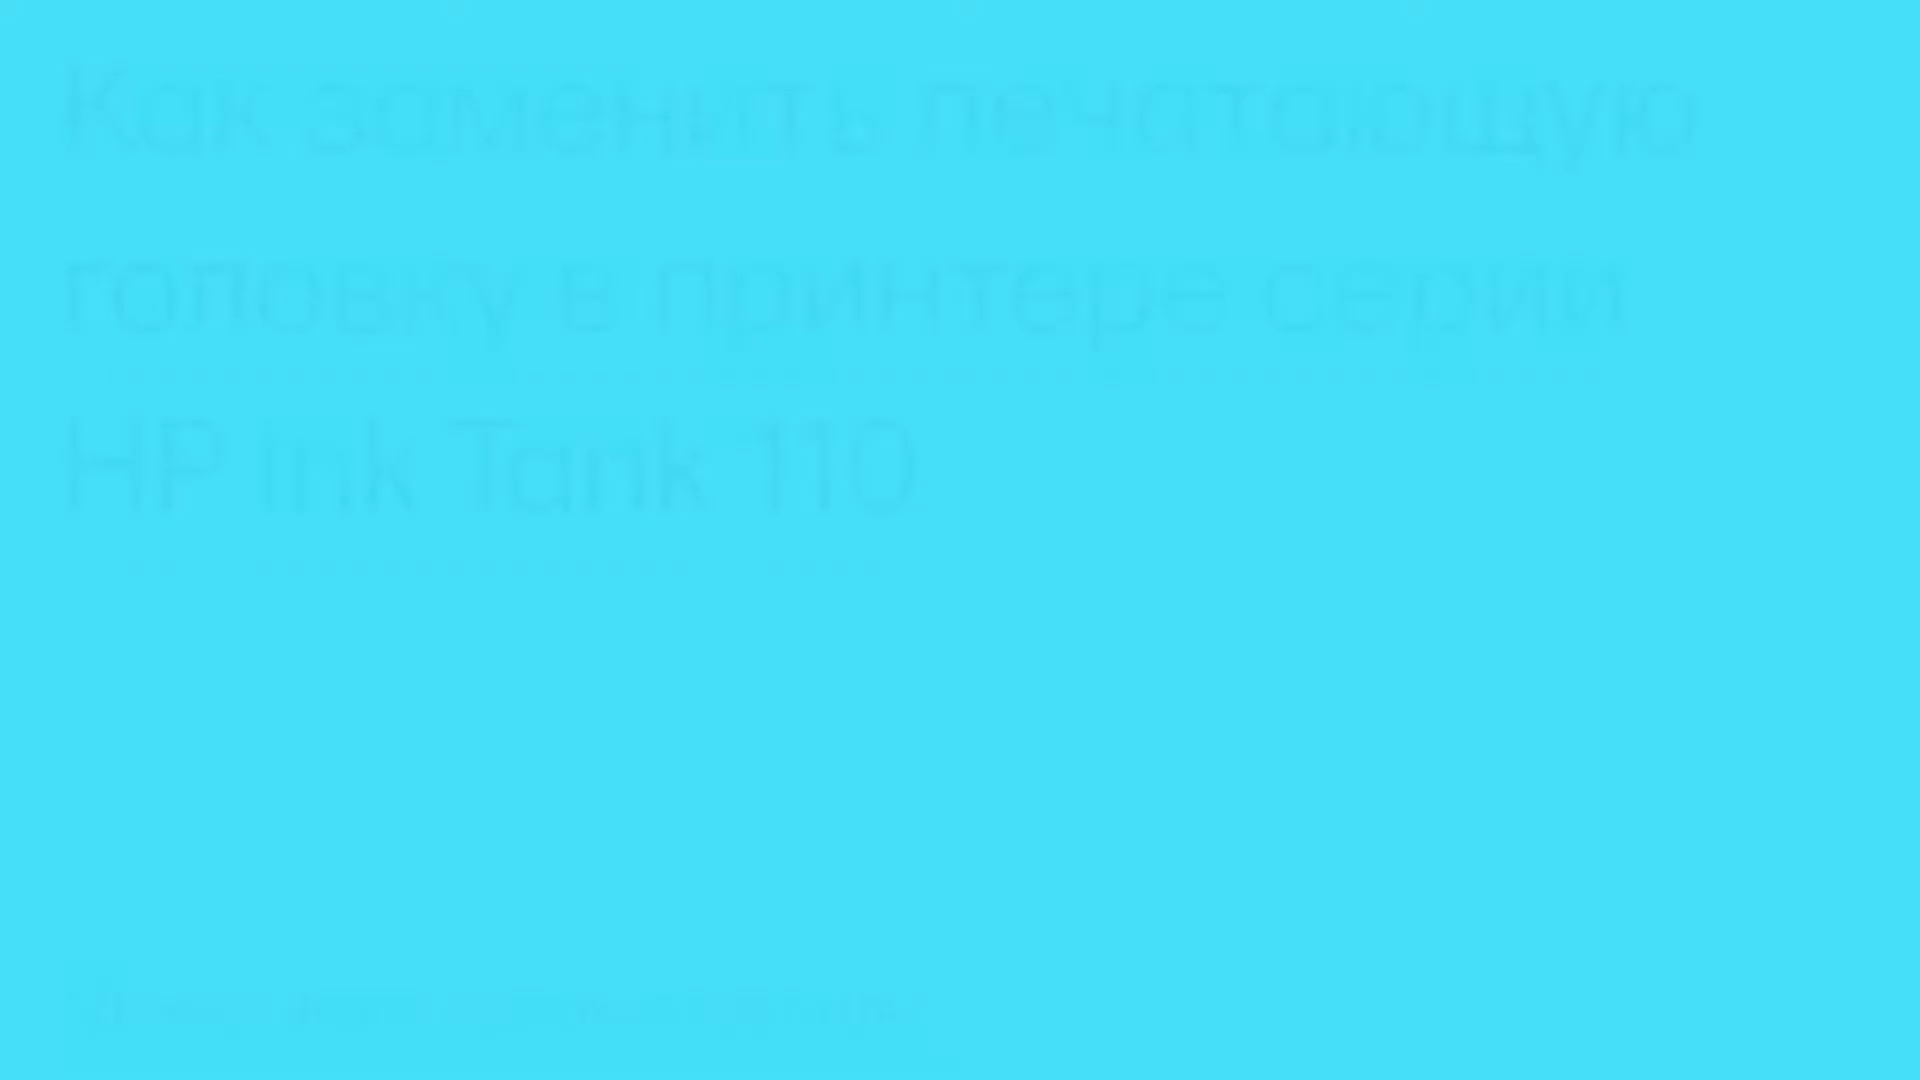 Как заменить печатающую
головку в принтере серии
HP Ink Tank 110